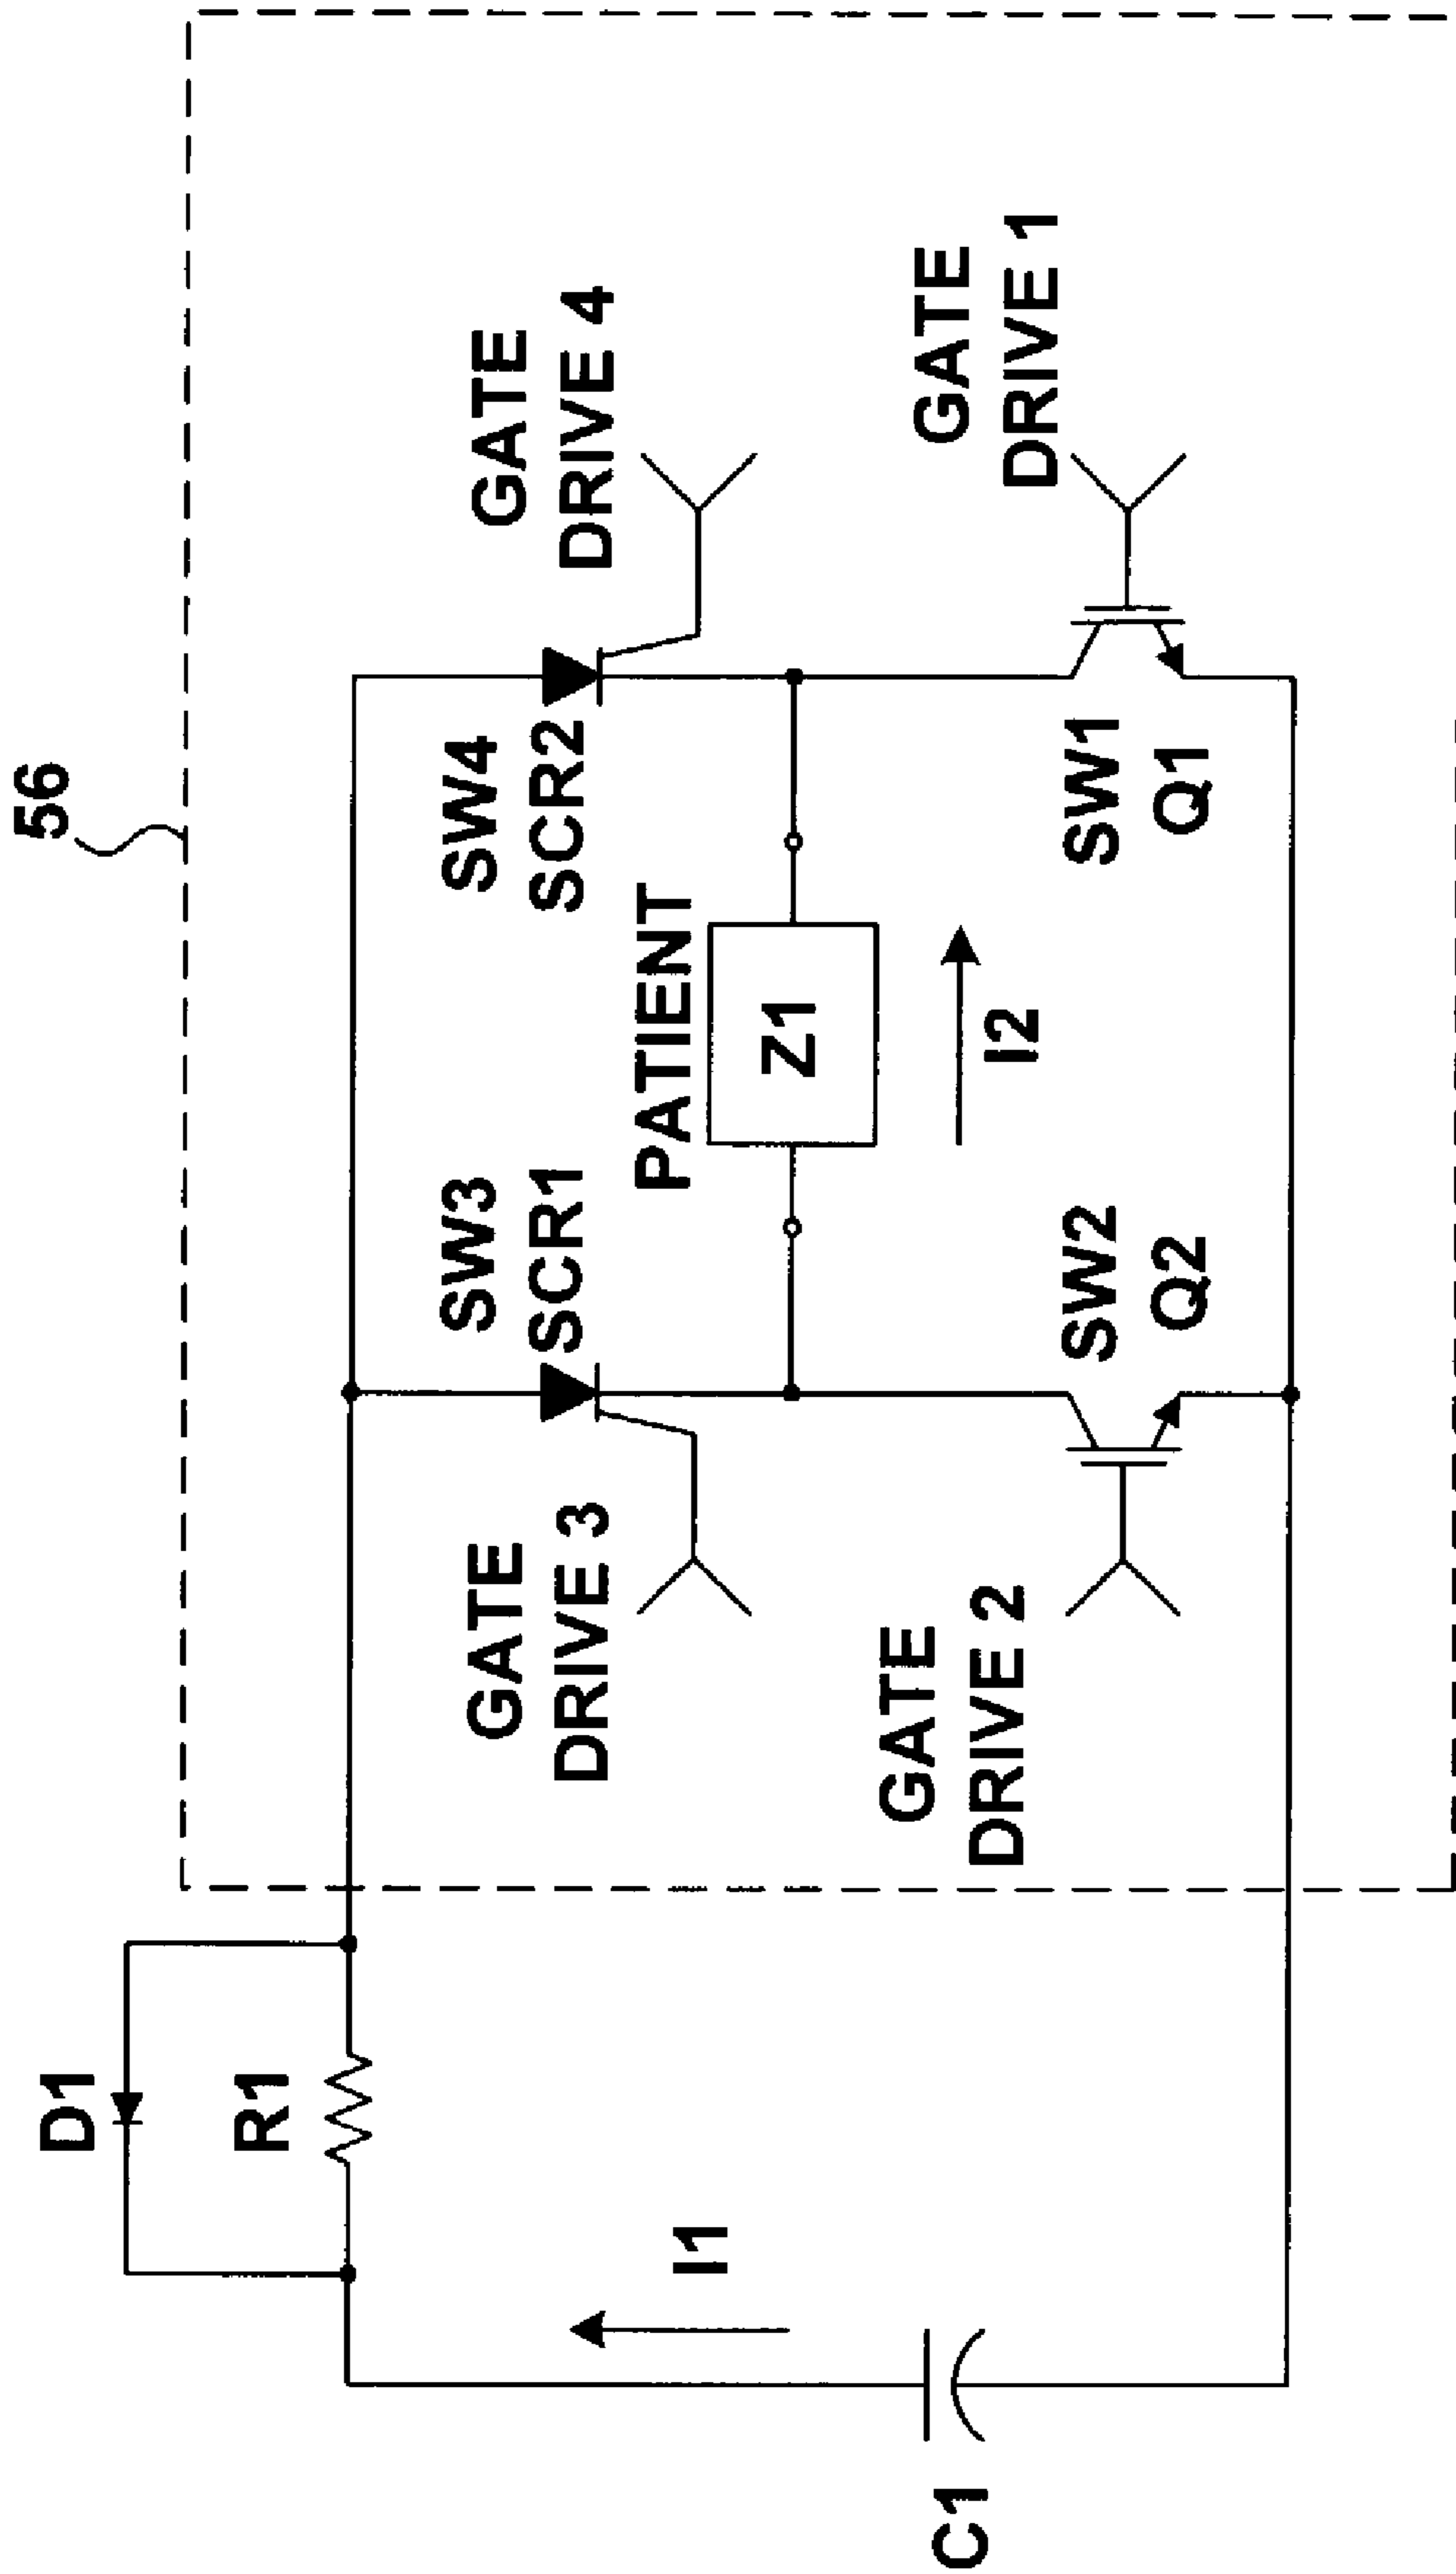 56
D1
R1
I1
C1
GATE
DRIVE 3
SW3
SCR1
SW4
SCR2
GATE
DRIVE 4
PATIENT
Z1
I2
GATE
DRIVE 2
SW2
Q2
SW1
Q1
GATE
DRIVE 1